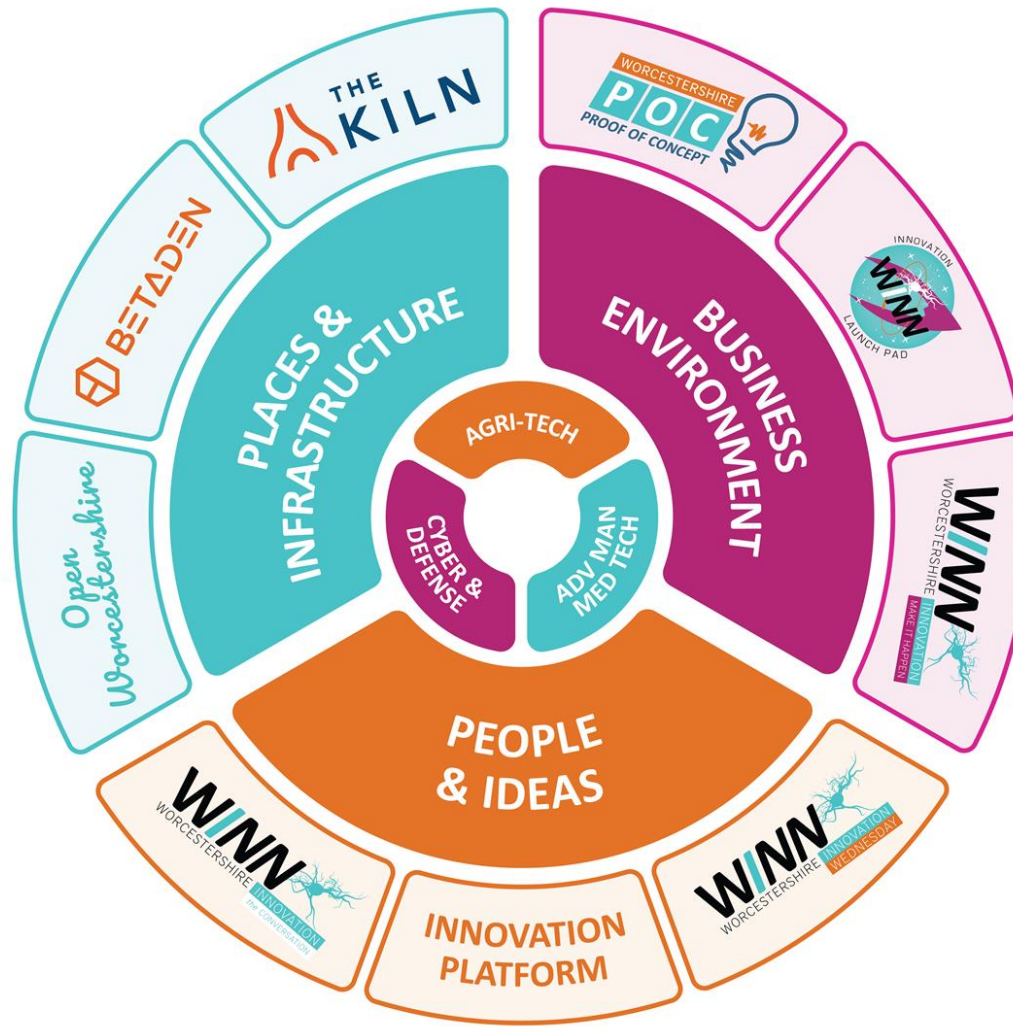 THE
KILN
WORCESTERSHIRE
POC
PROOF OF CONCEPT
INNOVATION
WINN
LAUNCH PAD
WINN
WORCESTERSHIRE INNOVATION
MAKE IT HAPPEN
WINN
WORCESTERSHIRE INNOVATION
WEDNESDAY
INNOVATION
PLATFORM
WINN
WORCESTERSHIRE INNOVATION
the CONVERSATION
Open
Worcestershire
BETADEN
PLACES &
INFRASTRUCTURE
BUSINESS
ENVIRONMENT
PEOPLE
& IDEAS
AGRI-TECH
ADV MAN
MED TECH
CYBER &
DEFENSE